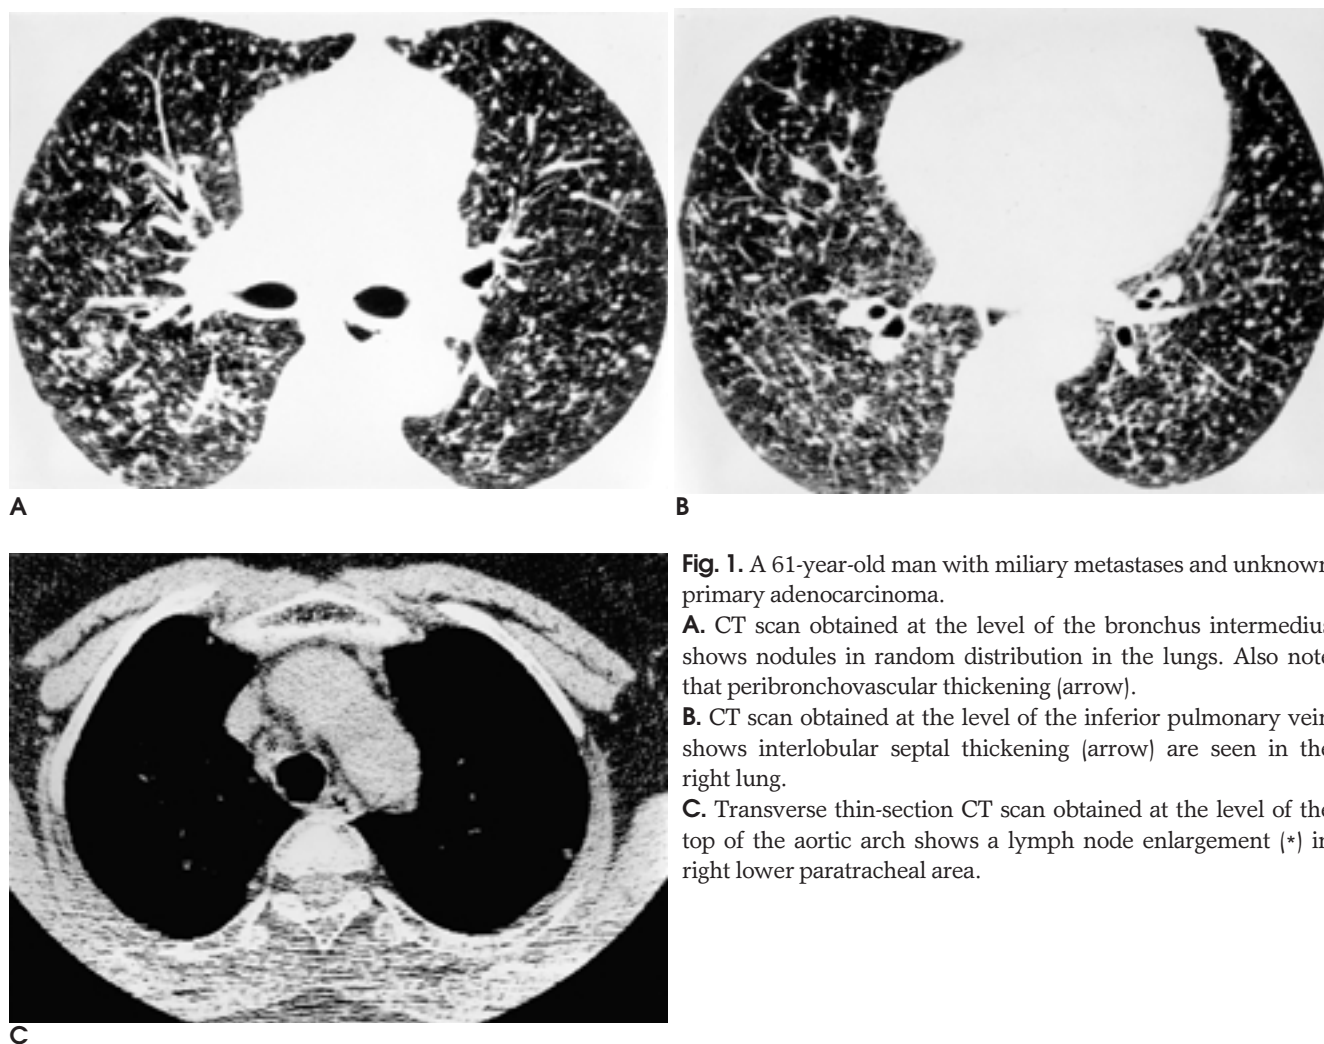 A
B
Fig. 1. A 61-year-old man with miliary metastases and unknown
primary adenocarcinoma.
A. CT scan obtained at the level of the bronchus intermedius
shows nodules in random distribution in the lungs. Also note
that peribronchovascular thickening (arrow).
B. CT scan obtained at the level of the inferior pulmonary vein
shows interlobular septal thickening (arrow) are seen in the
right lung.
C. Transverse thin-section CT scan obtained at the level of the
top of the aortic arch shows a lymph node enlargement (*) in
right lower paratracheal area.
*
C